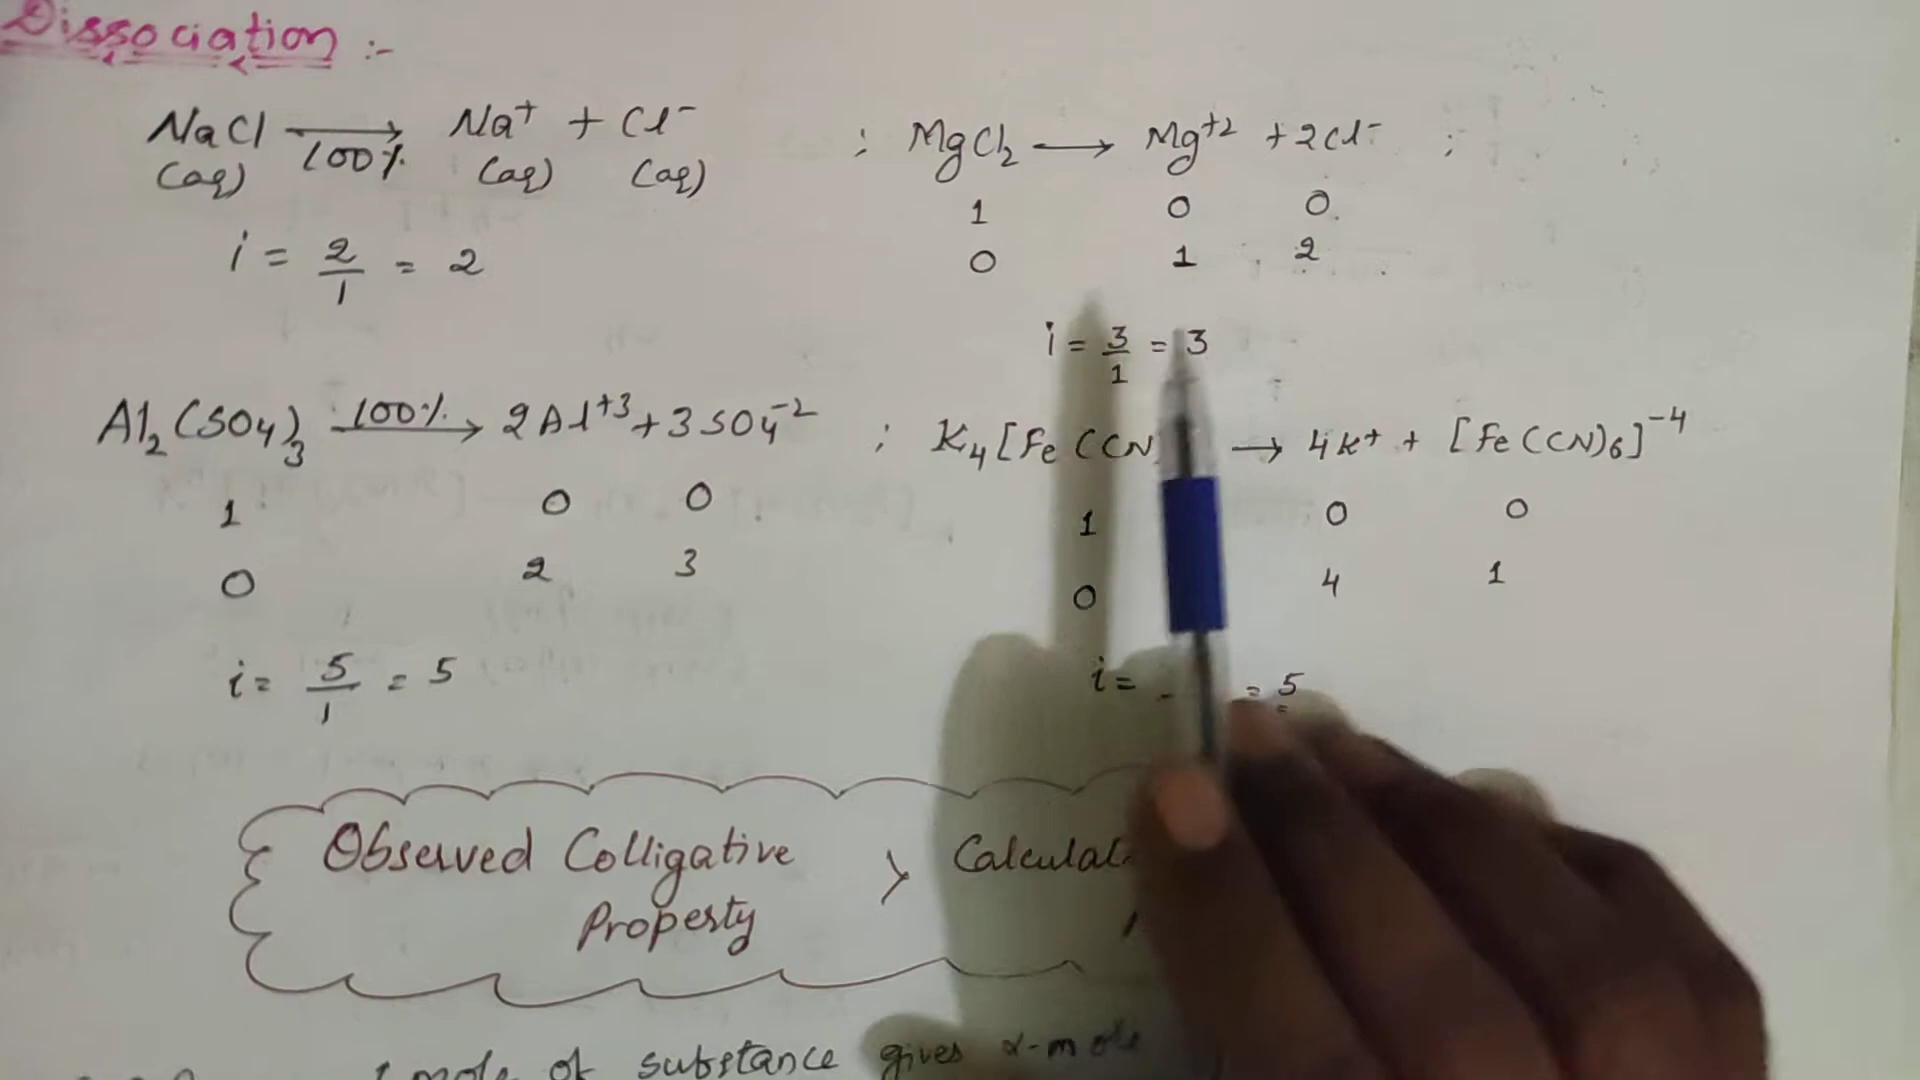 Dissociation :-
NaCl —100%→ Na⁺ + Cl⁻ ; MgCl₂ → Mg⁺² + 2Cl⁻ ;
(aq) (aq) (aq)
1 0 0
i = 2/1 = 2
0 1 2
i = 3/1 = 3
Al₂(SO₄)₃ —100%→ 2Al⁺³ + 3SO₄⁻² ; K₄[Fe(CN) → 4K⁺ + [Fe(CN)₆]⁻⁴
1 0 0 1 0 0
0 2 3 0 4 1
i = 5/1 = 5 i = = 5
Observed Colligative >
Property
1 mole of substance gives α-mole